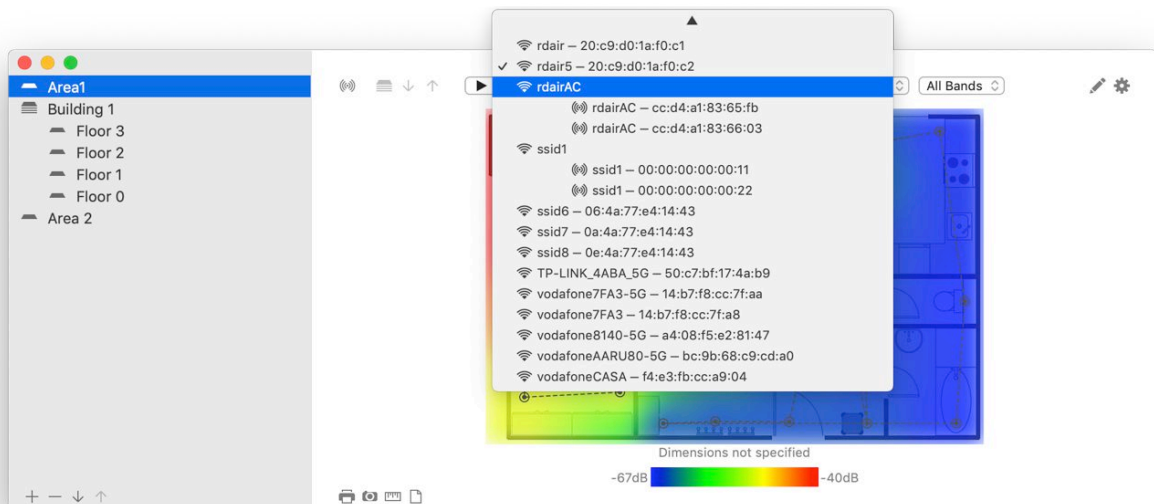 Area1
Building 1
Floor 3
Floor 2
Floor 1
Floor 0
Area 2
rdair — 20:c9:d0:1a:f0:c1
✓ rdair5 — 20:c9:d0:1a:f0:c2
rdairAC
rdairAC — cc:d4:a1:83:65:fb
rdairAC — cc:d4:a1:83:66:03
ssid1
ssid1 — 00:00:00:00:00:11
ssid1 — 00:00:00:00:00:22
ssid6 — 06:4a:77:e4:14:43
ssid7 — 0a:4a:77:e4:14:43
ssid8 — 0e:4a:77:e4:14:43
TP-LINK_4ABA_5G — 50:c7:bf:17:4a:b9
vodafone7FA3-5G — 14:b7:f8:cc:7f:aa
vodafone7FA3 — 14:b7:f8:cc:7f:a8
vodafone8140-5G — a4:08:f5:e2:81:47
vodafoneAARU80-5G — bc:9b:68:c9:cd:a0
vodafoneCASA — f4:e3:fb:cc:a9:04
All Bands
Dimensions not specified
-67dB
-40dB